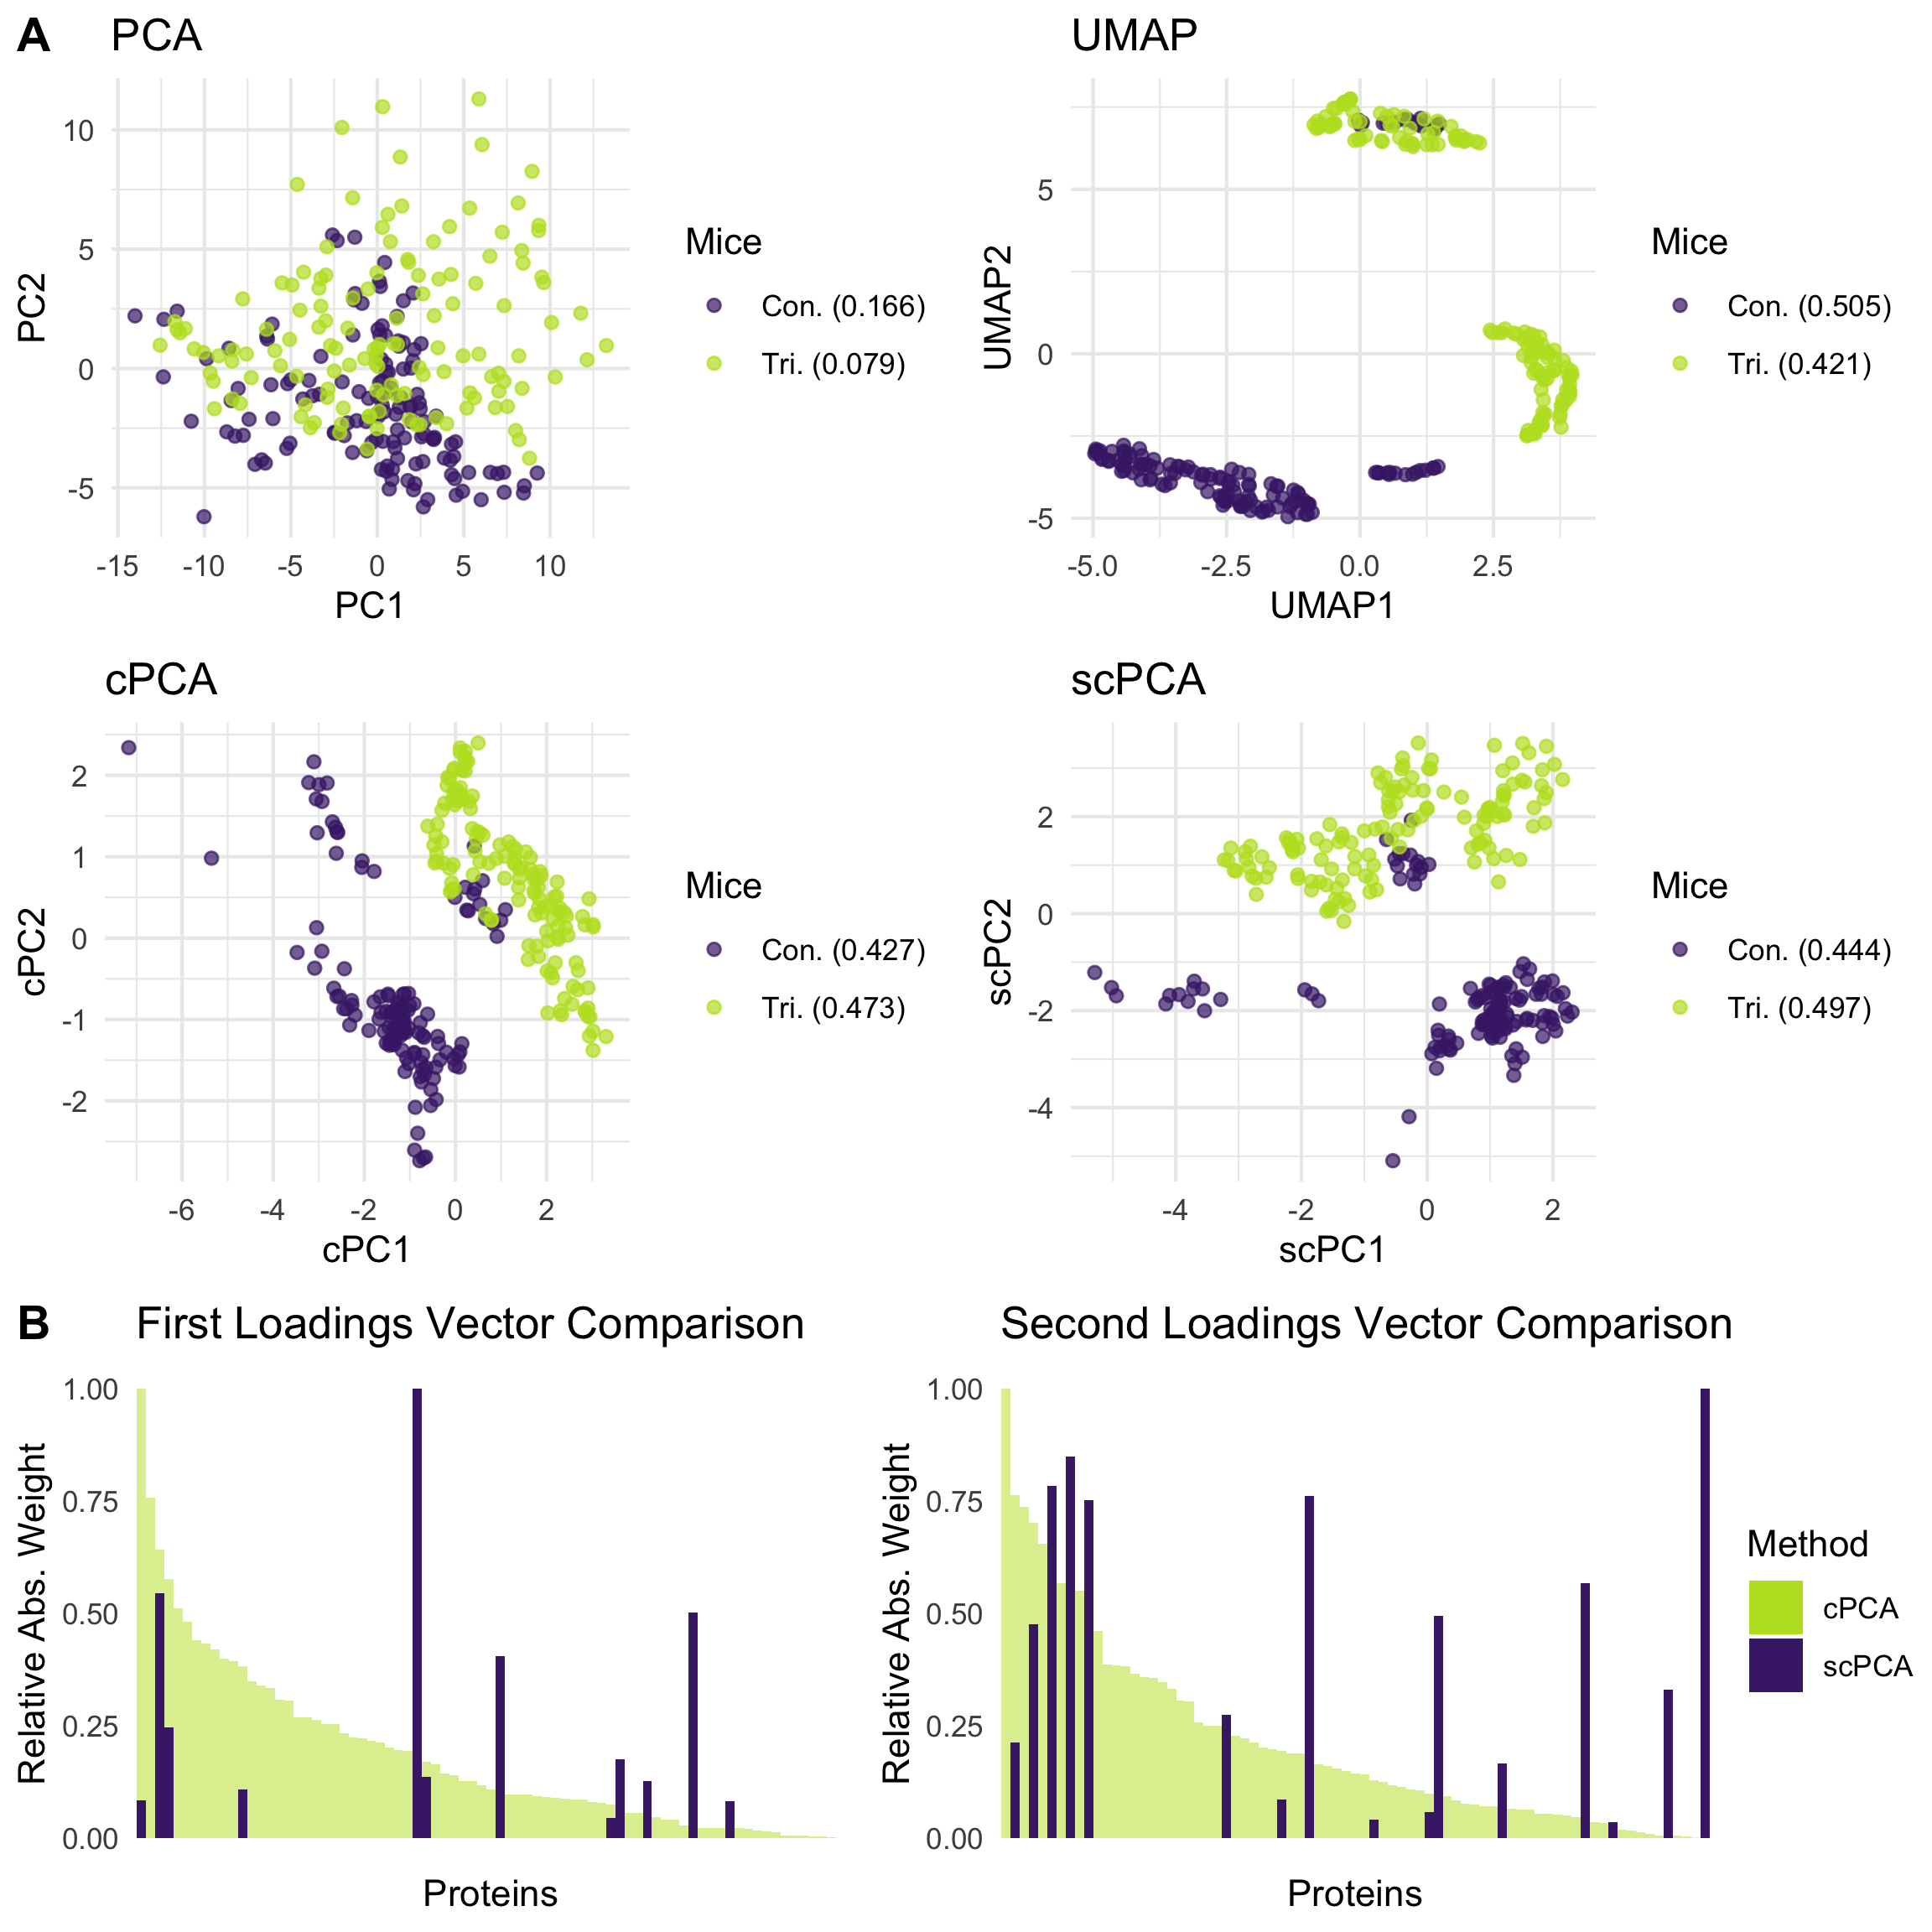 A
PCA
10
5
0
-5
-15 -10 -5 0 5 10
PC1
PC2
Mice
Con. (0.166)
Tri. (0.079)
UMAP
5
0
-5
-5.0 -2.5 0.0 2.5
UMAP1
UMAP2
Mice
Con. (0.505)
Tri. (0.421)
cPCA
2
1
0
-1
-2
-6 -4 -2 0 2
cPC1
cPC2
Mice
Con. (0.427)
Tri. (0.473)
scPCA
2
0
-2
-4
-4 -2 0 2
scPC1
scPC2
Mice
Con. (0.444)
Tri. (0.497)
B
First Loadings Vector Comparison
1.00
0.75
0.50
0.25
0.00
Relative Abs. Weight
Proteins
Second Loadings Vector Comparison
1.00
0.75
0.50
0.25
0.00
Relative Abs. Weight
Proteins
Method
cPCA
scPCA